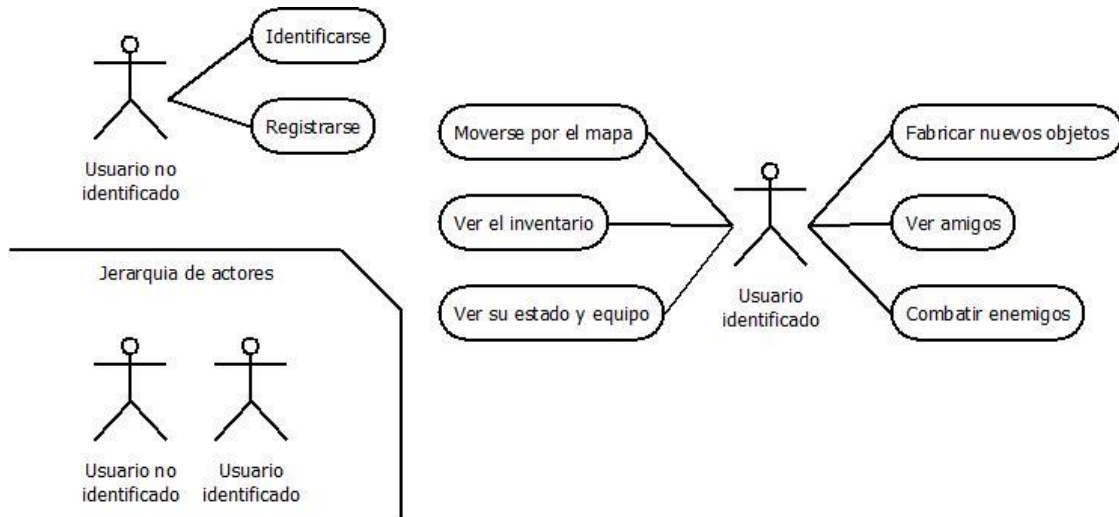 Identificarse
Registrarse
Usuario no
identificado
Moverse por el mapa
Ver el inventario
Ver su estado y equipo
Usuario
identificado
Fabricar nuevos objetos
Ver amigos
Combatir enemigos
Jerarquia de actores
Usuario no
identificado
Usuario
identificado